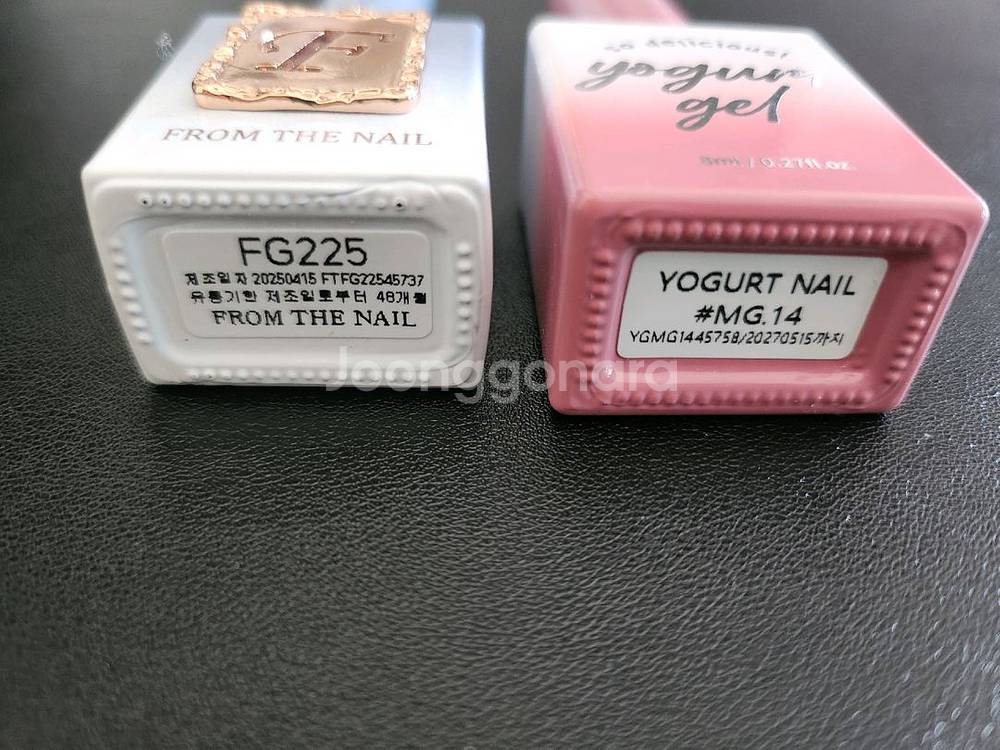 F
FROM THE NAIL
FG225
제조일자 20250415 FTFG22545737
유통기한 제조일로부터 48개월
FROM THE NAIL
so delicious!
yogurt
gel
8ml / 0.27fl.oz.
YOGURT NAIL
#MG.14
YGMG1445758/20270515까지
Joonggonara